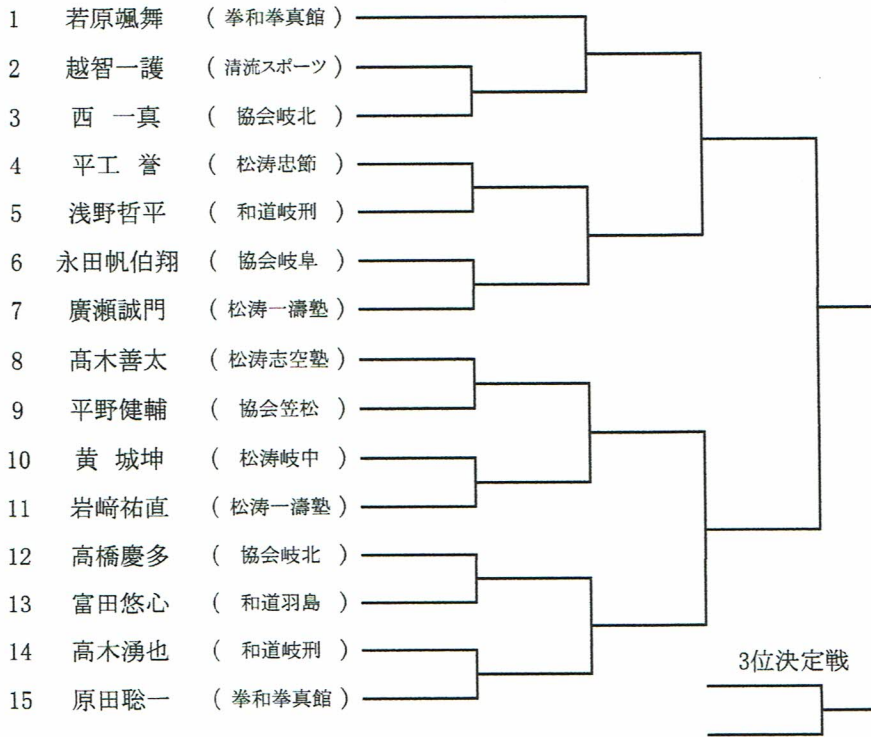 1 若原颯舞 ( 拳和拳真館 )
2 越智一護 ( 清流スポーツ )
3 西 一真 ( 協会岐北 )
4 平工 誉 ( 松涛忠節 )
5 浅野哲平 ( 和道岐刑 )
6 永田帆伯翔 ( 協会岐阜 )
7 廣瀬誠門 ( 松涛一濤塾 )
8 髙木善太 ( 松涛志空塾 )
9 平野健輔 ( 協会笠松 )
10 黄 城坤 ( 松涛岐中 )
11 岩﨑祐直 ( 松涛一濤塾 )
12 高橋慶多 ( 協会岐北 )
13 富田悠心 ( 和道羽島 )
14 高木湧也 ( 和道岐刑 )
3位決定戦
15 原田聡一 ( 拳和拳真館 )